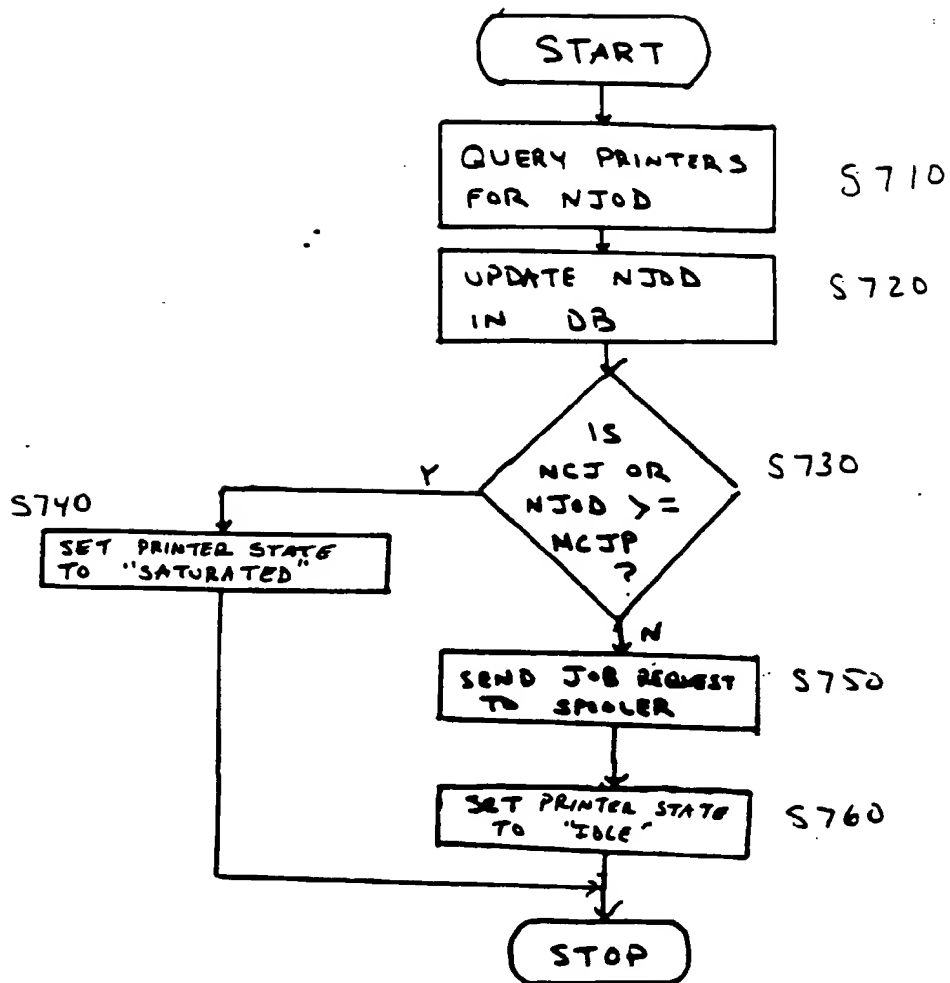 START
QUERY PRINTERS
FOR NJOD
S710
UPDATE NJOD
IN DB
S720
IS
NCJ OR
NJOD >=
MCJP
?
S730
Y
S740
SET PRINTER STATE
TO "SATURATED"
N
SEND JOB REQUEST
TO SPOOLER
S750
SET PRINTER STATE
TO "IDLE"
S760
STOP